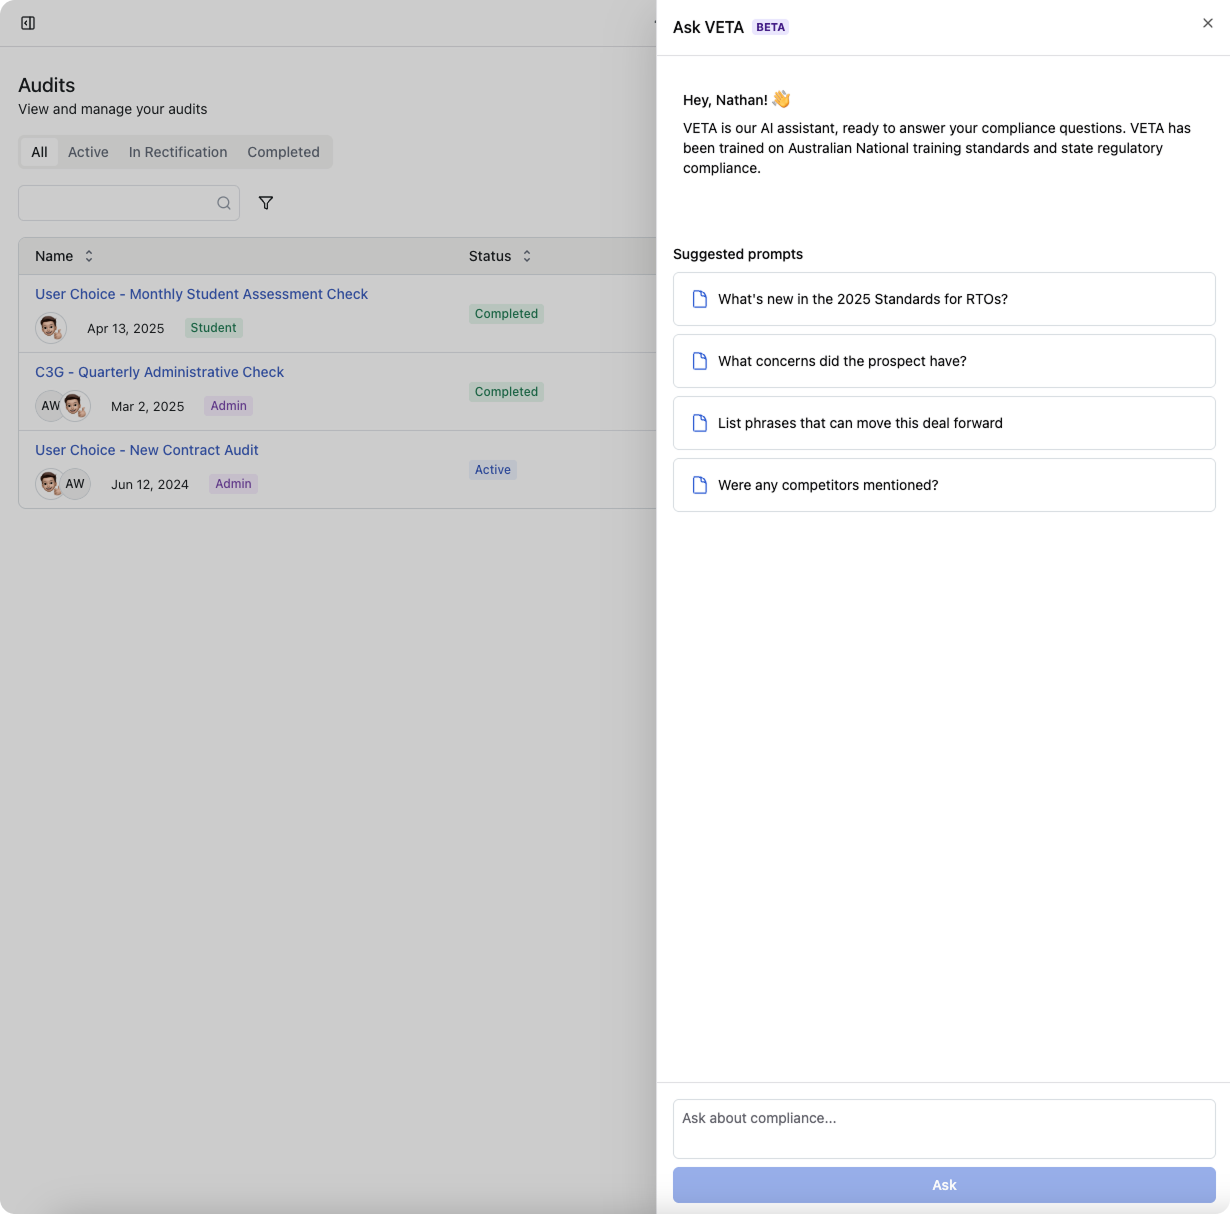 Audits
View and manage your audits
All
Active
In Rectification
Completed
Name
Status
User Choice - Monthly Student Assessment Check
Apr 13, 2025
Student
Completed
C3G - Quarterly Administrative Check
AW
Mar 2, 2025
Admin
Completed
User Choice - New Contract Audit
AW
Jun 12, 2024
Admin
Active
Ask VETA
BETA
Hey, Nathan! 👋
VETA is our AI assistant, ready to answer your compliance questions. VETA has
been trained on Australian National training standards and state regulatory
compliance.
Suggested prompts
What's new in the 2025 Standards for RTOs?
What concerns did the prospect have?
List phrases that can move this deal forward
Were any competitors mentioned?
Ask about compliance...
Ask